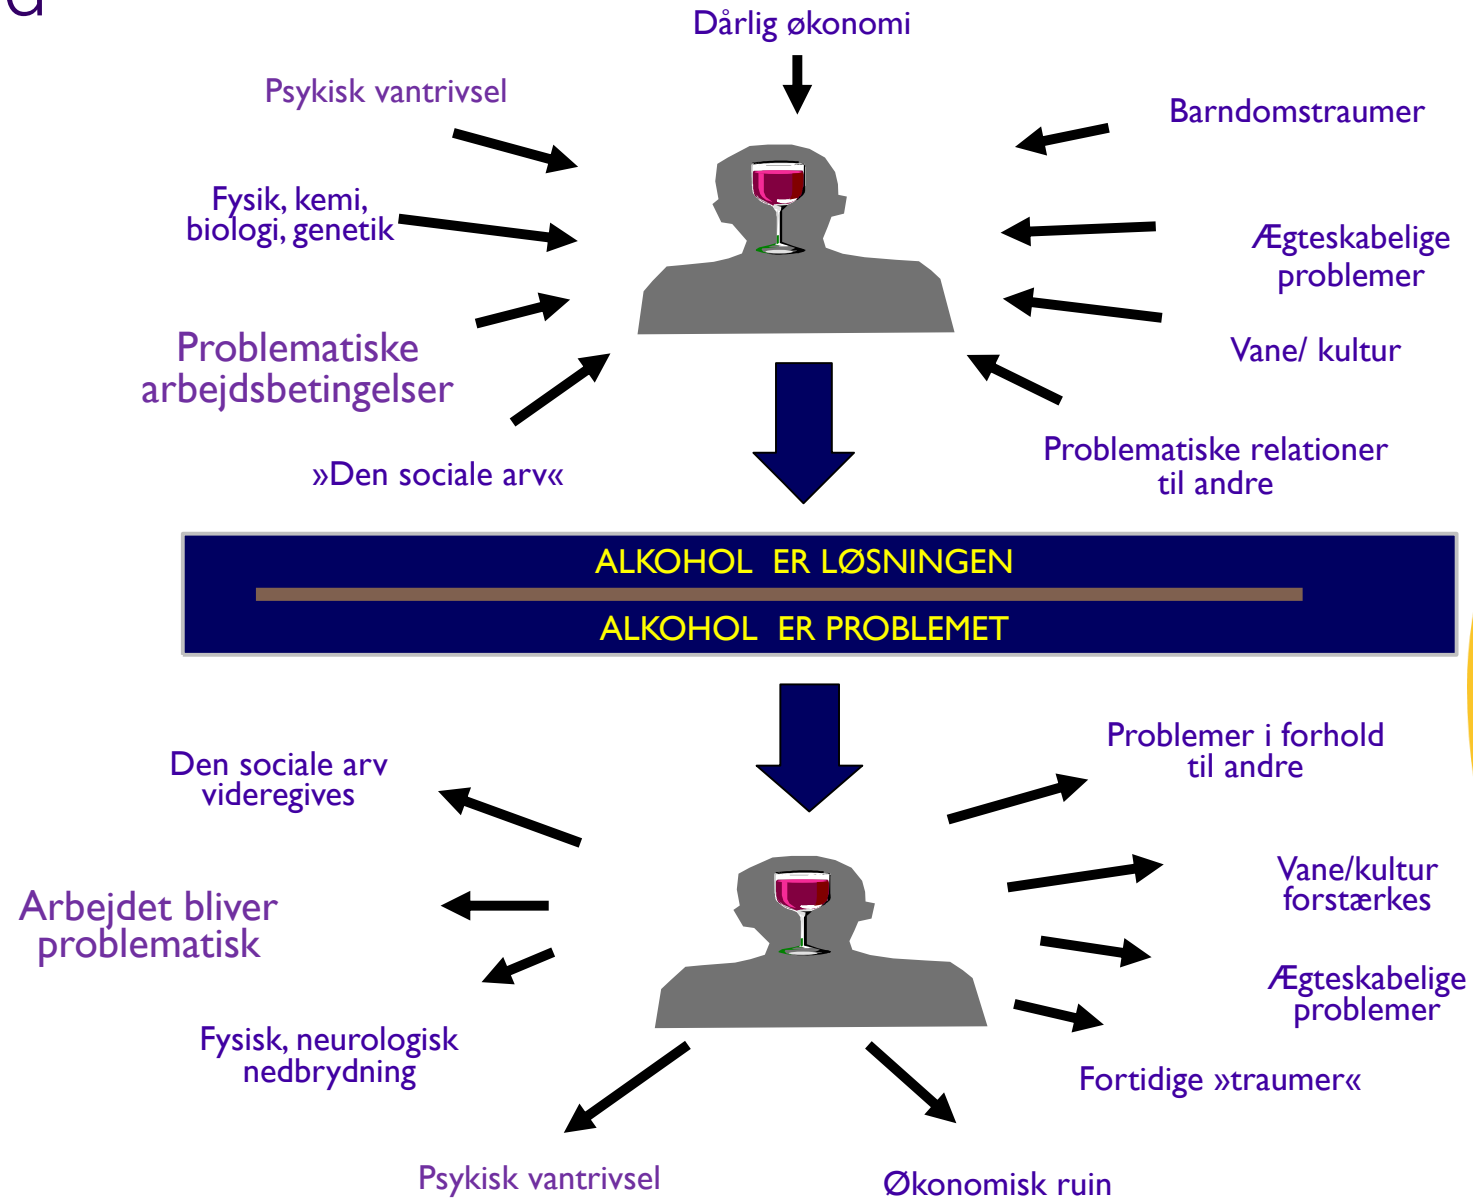 Dårlig økonomi
Psykisk vantrivsel
Barndomstraumer
Fysik, kemi,
biologi, genetik
Ægteskabelige
problemer
Problematiske
arbejdsbetingelser
Vane/ kultur
»Den sociale arv«
Problematiske relationer
til andre
ALKOHOL ER LØSNINGEN
ALKOHOL ER PROBLEMET
Den sociale arv
videregives
Problemer i forhold
til andre
Arbejdet bliver
problematisk
Vane/kultur
forstærkes
Ægteskabelige
problemer
Fysisk, neurologisk
nedbrydning
Fortidige »traumer«
Psykisk vantrivsel
Økonomisk ruin